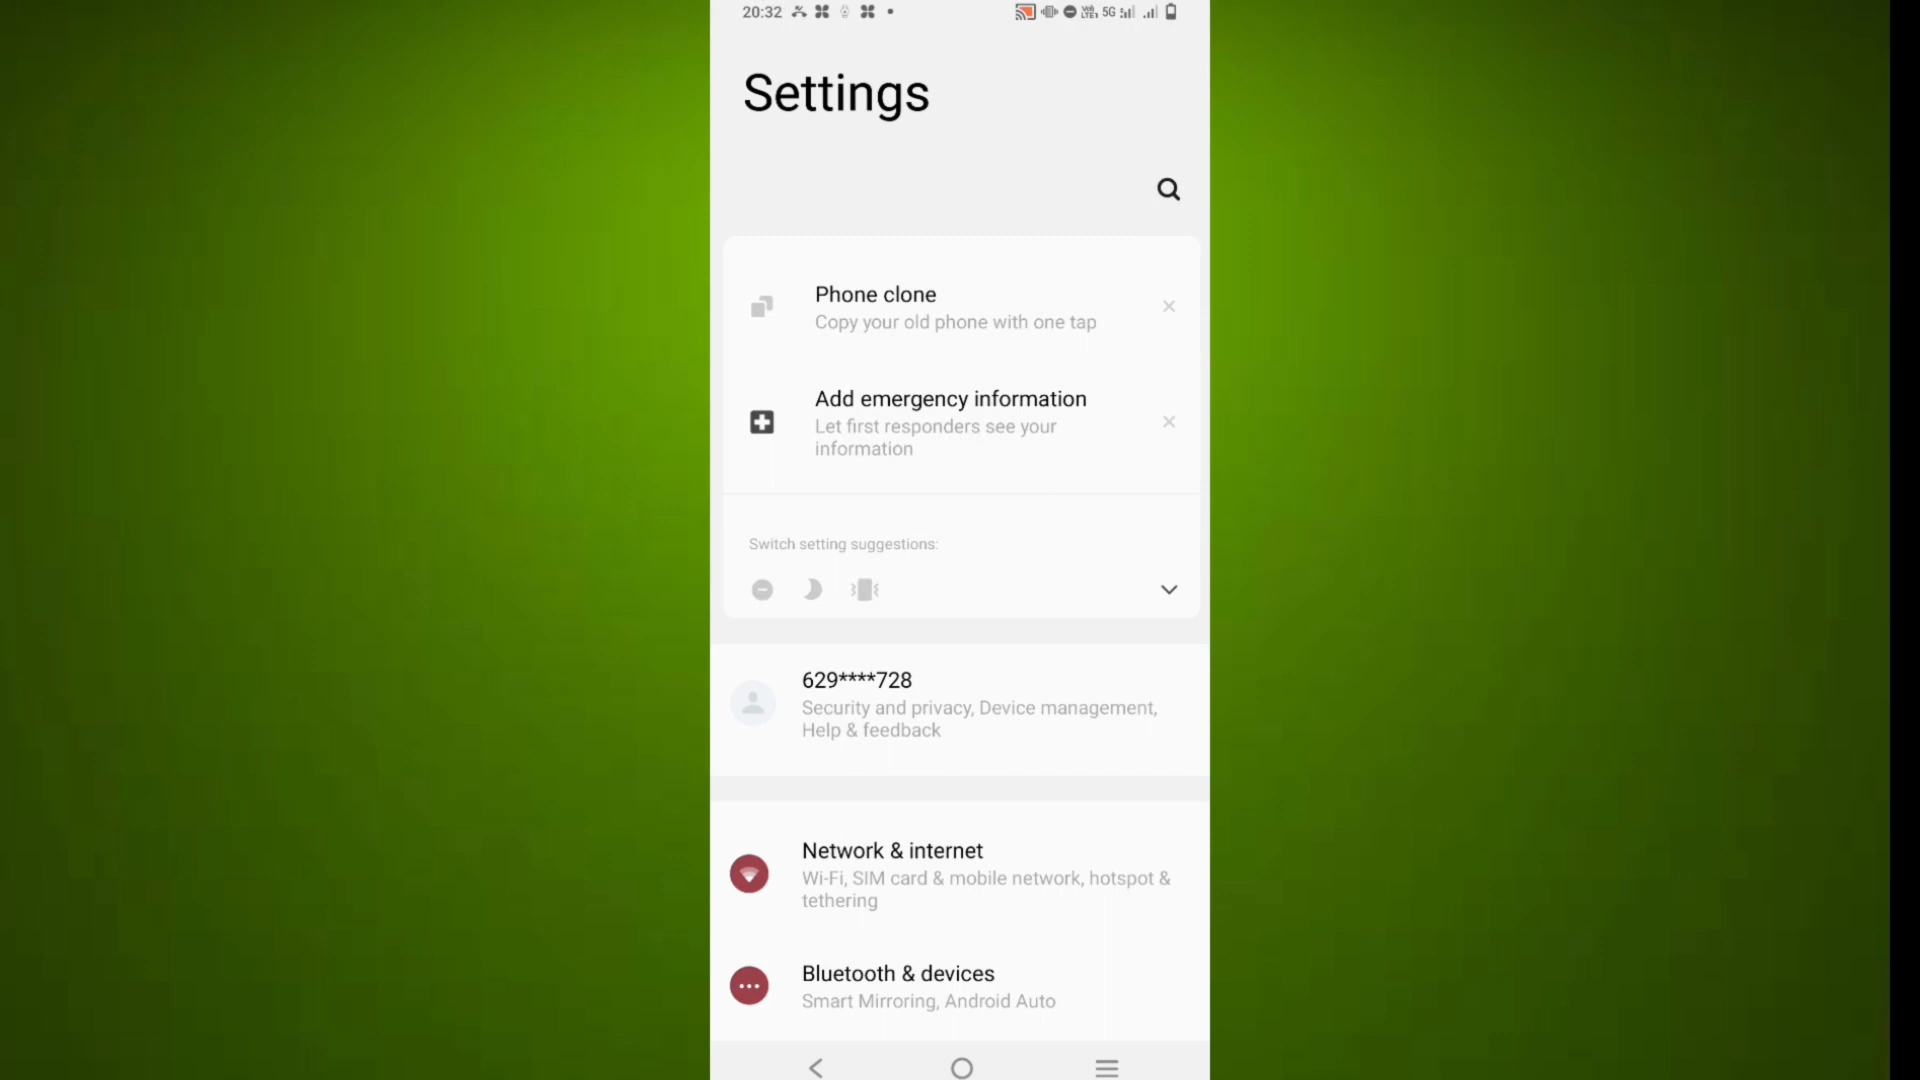 20:32
5G
Settings
Phone clone
Copy your old phone with one tap
Add emergency information
Let first responders see your
information
Switch setting suggestions:
629****728
Security and privacy, Device management,
Help & feedback
Network & internet
Wi-Fi, SIM card & mobile network, hotspot &
tethering
Bluetooth & devices
Smart Mirroring, Android Auto